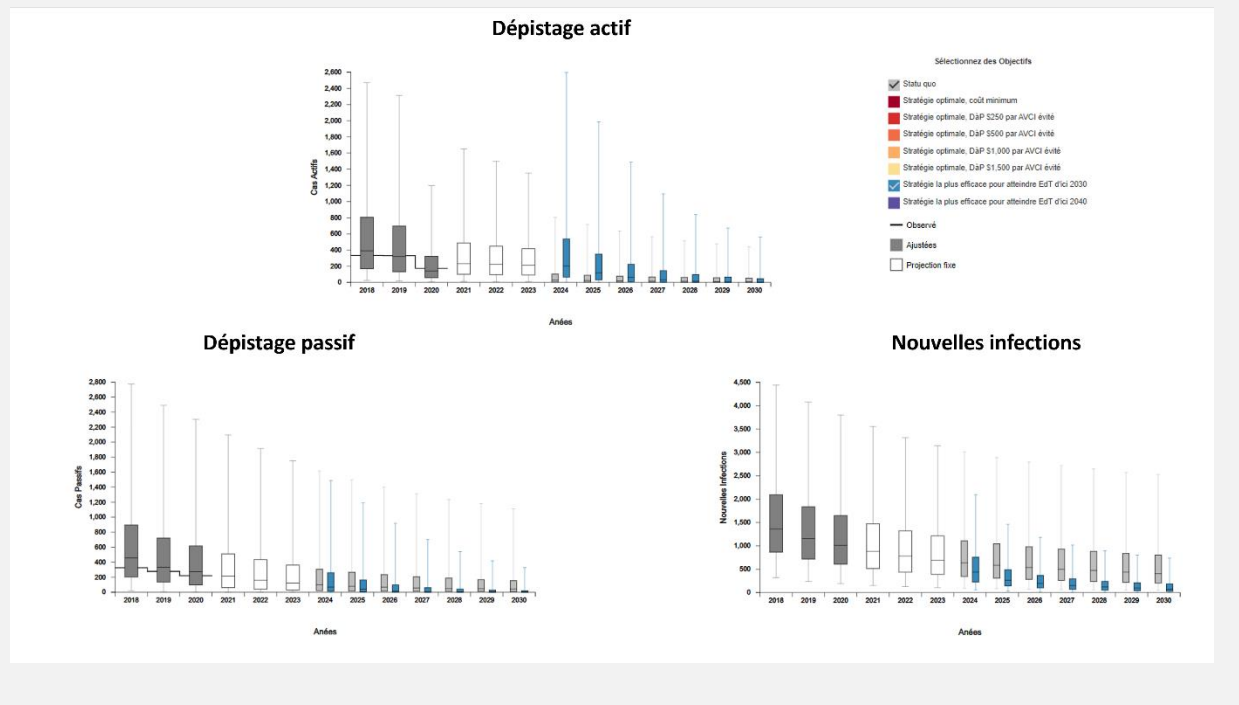 Dépistage actif
2,600
2,400
2,200
2,000
1,800
1,600
1,400
1,200
1,000
800
600
400
200
0
Cas Actifs
2018 2019 2020 2021 2022 2023 2024 2025 2026 2027 2028 2029 2030
Anées
Sélectionnez des Objectifs
Statu quo
Stratégie optimale, coût minimum
Stratégie optimale, DàP $250 par AVCI évité
Stratégie optimale, DàP $500 par AVCI évité
Stratégie optimale, DàP $1,000 par AVCI évité
Stratégie optimale, DàP $1,500 par AVCI évité
Stratégie la plus efficace pour atteindre EdT d'ici 2030
Stratégie la plus efficace pour atteindre EdT d'ici 2040
Observé
Ajustées
Projection fixe
Dépistage passif
2,800
2,600
2,400
2,200
2,000
1,800
1,600
1,400
1,200
1,000
800
600
400
200
0
Cas Passifs
2018 2019 2020 2021 2022 2023 2024 2025 2026 2027 2028 2029 2030
Anées
Nouvelles infections
4,500
4,000
3,500
3,000
2,500
2,000
1,500
1,000
500
0
Nouvelles Infections
2018 2019 2020 2021 2022 2023 2024 2025 2026 2027 2028 2029 2030
Anées